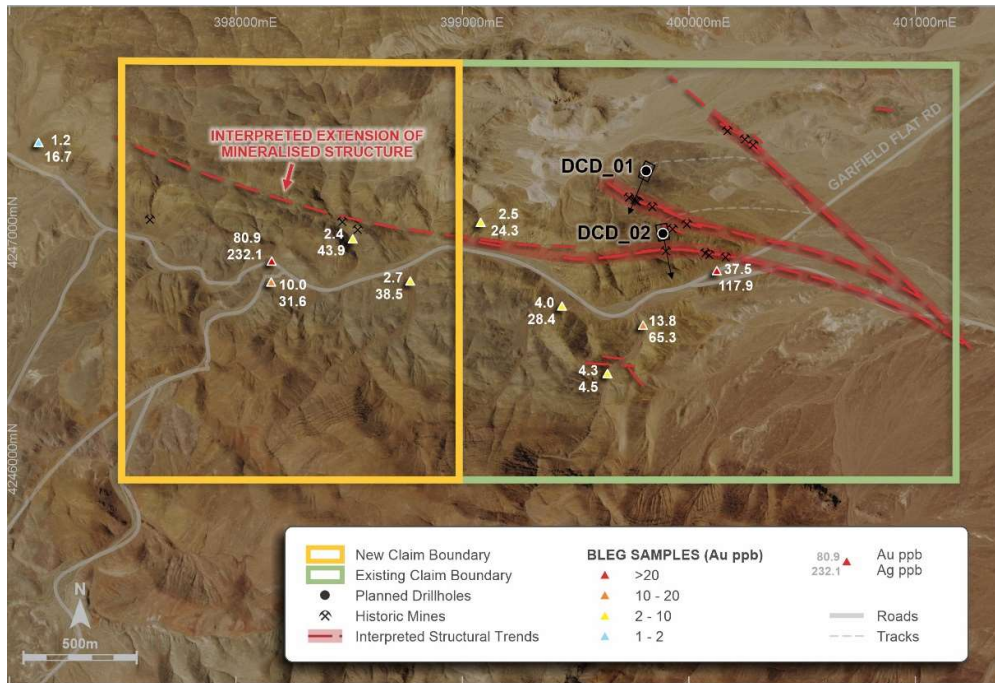 398000mE
399000mE
400000mE
401000mE
4247000mN
4246000mN
1.2
16.7
INTERPRETED EXTENSION OF
MINERALISED STRUCTURE
DCD_01
GARFIELD FLAT RD
2.5
24.3
DCD_02
2.4
43.9
80.9
232.1
10.0
31.6
2.7
38.5
37.5
117.9
4.0
28.4
13.8
65.3
4.3
4.5
N
500m
New Claim Boundary
Existing Claim Boundary
Planned Drillholes
Historic Mines
Interpreted Structural Trends
BLEG SAMPLES (Au ppb)
>20
10 - 20
2 - 10
1 - 2
80.9
232.1
Au ppb
Ag ppb
Roads
Tracks